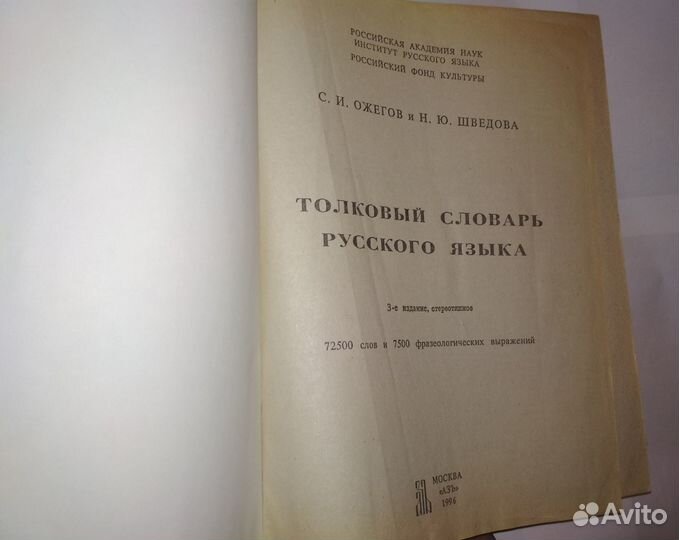 РОССИЙСКАЯ АКАДЕМИЯ НАУК
ИНСТИТУТ РУССКОГО ЯЗЫКА
РОССИЙСКИЙ ФОНД КУЛЬТУРЫ
С. И. ОЖЕГОВ и Н. Ю. ШВЕДОВА
ТОЛКОВЫЙ СЛОВАРЬ
РУССКОГО ЯЗЫКА
3-е издание, стереотипное
72500 слов и 7500 фразеологических выражений
МОСКВА
«АЗЪ»
1996
Avito